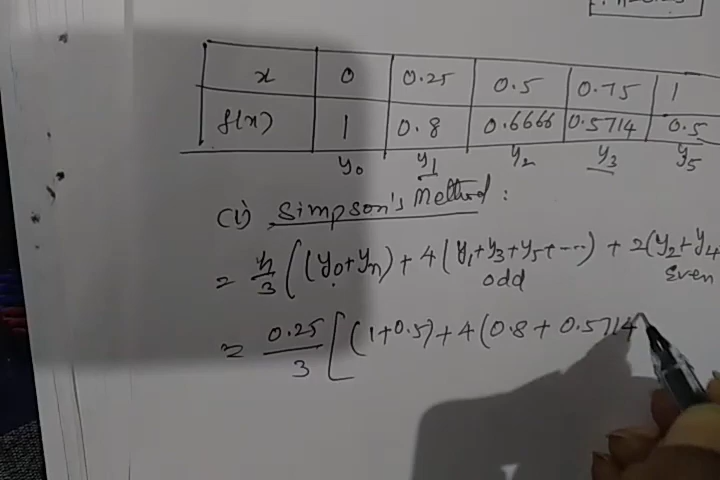 x 0 0.25 0.5 0.75 1
f(x) 1 0.8 0.6666 0.5714 0.5
y0 y1 y2 y3 y5
(i) Simpson's Method :
= h/3 ( (y0+yn) + 4 ( y1+y3+y5+---- ) + 2(y2+y4
odd Even
= 0.25/3 [ (1+0.5) + 4 (0.8 + 0.5714